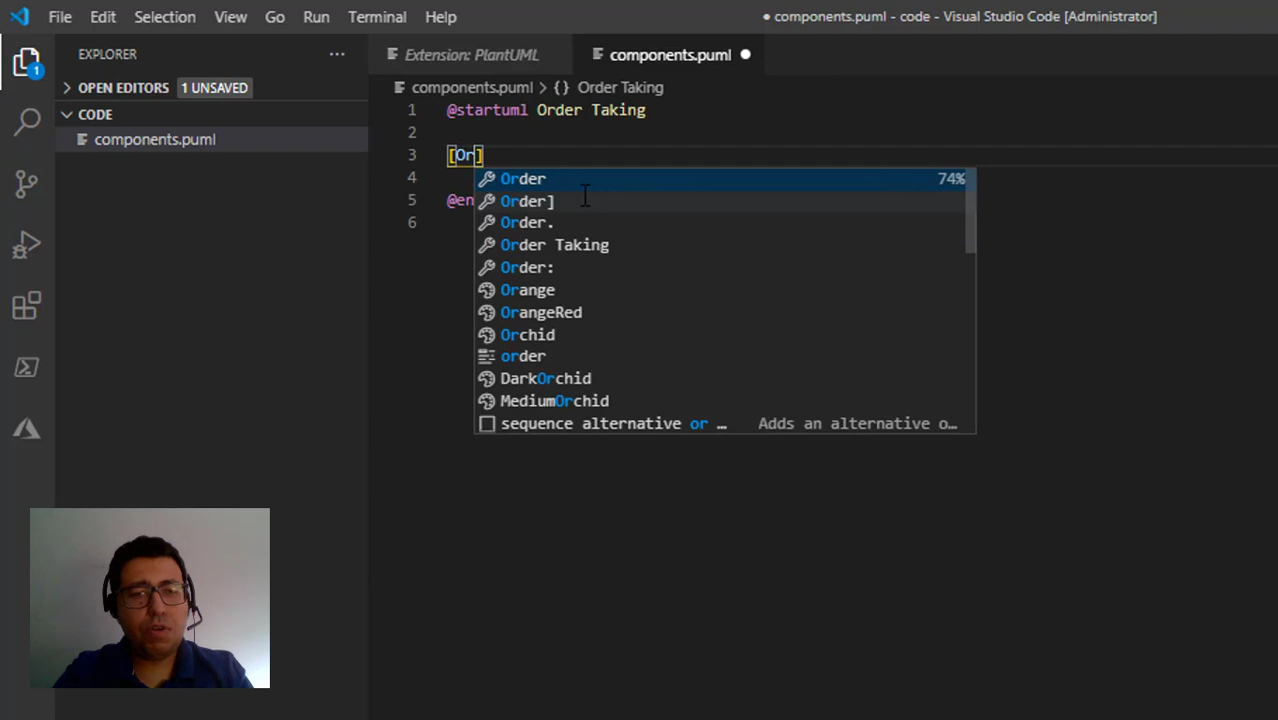 File Edit Selection View Go Run Terminal Help
● components.puml - code - Visual Studio Code [Administrator]
EXPLORER ···
Extension: PlantUML
components.puml ●
OPEN EDITORS 1 UNSAVED
components.puml > {} Order Taking
CODE
components.puml
1
1 @startuml Order Taking
2
3 [Or]
4
5 @en
6
Order 74%
Order]
Order.
Order Taking
Order:
Orange
OrangeRed
Orchid
order
DarkOrchid
MediumOrchid
sequence alternative or … Adds an alternative o…